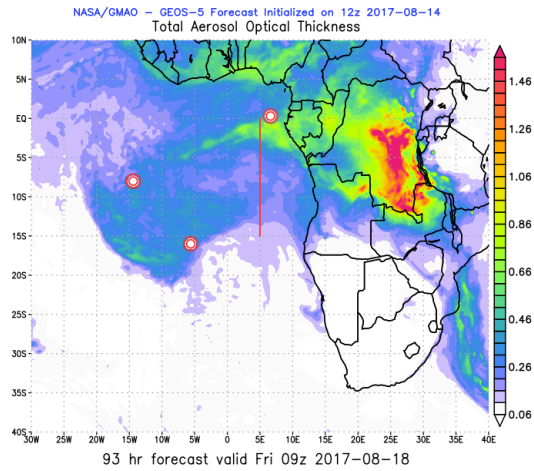 NASA/GMAO - GEOS-5 Forecast Initialized on 12z 2017-08-14
Total Aerosol Optical Thickness
10N
5N
EQ
5S
10S
15S
20S
25S
30S
35S
40S
30W 25W 20W 15W 10W 5W 0 5E 10E 15E 20E 25E 30E 35E 40E
1.46
1.26
1.06
0.86
0.66
0.46
0.26
0.06
93 hr forecast valid Fri 09z 2017-08-18